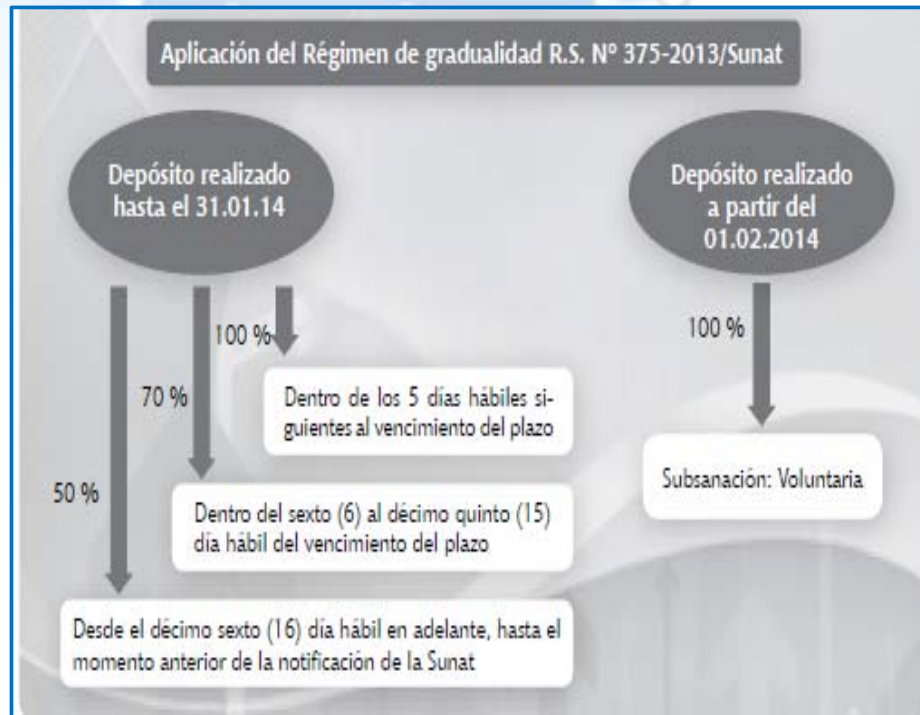 Aplicación del Régimen de gradualidad R.S. Nº 375-2013/Sunat
Depósito realizado
hasta el 31.01.14
100 %
70 %
50 %
Dentro de los 5 días hábiles si-
guientes al vencimiento del plazo
Dentro del sexto (6) al décimo quinto (15)
día hábil del vencimiento del plazo
Desde el décimo sexto (16) día hábil en adelante, hasta el
momento anterior de la notificación de la Sunat
Depósito realizado
a partir del
01.02.2014
100 %
Subsanación: Voluntaria